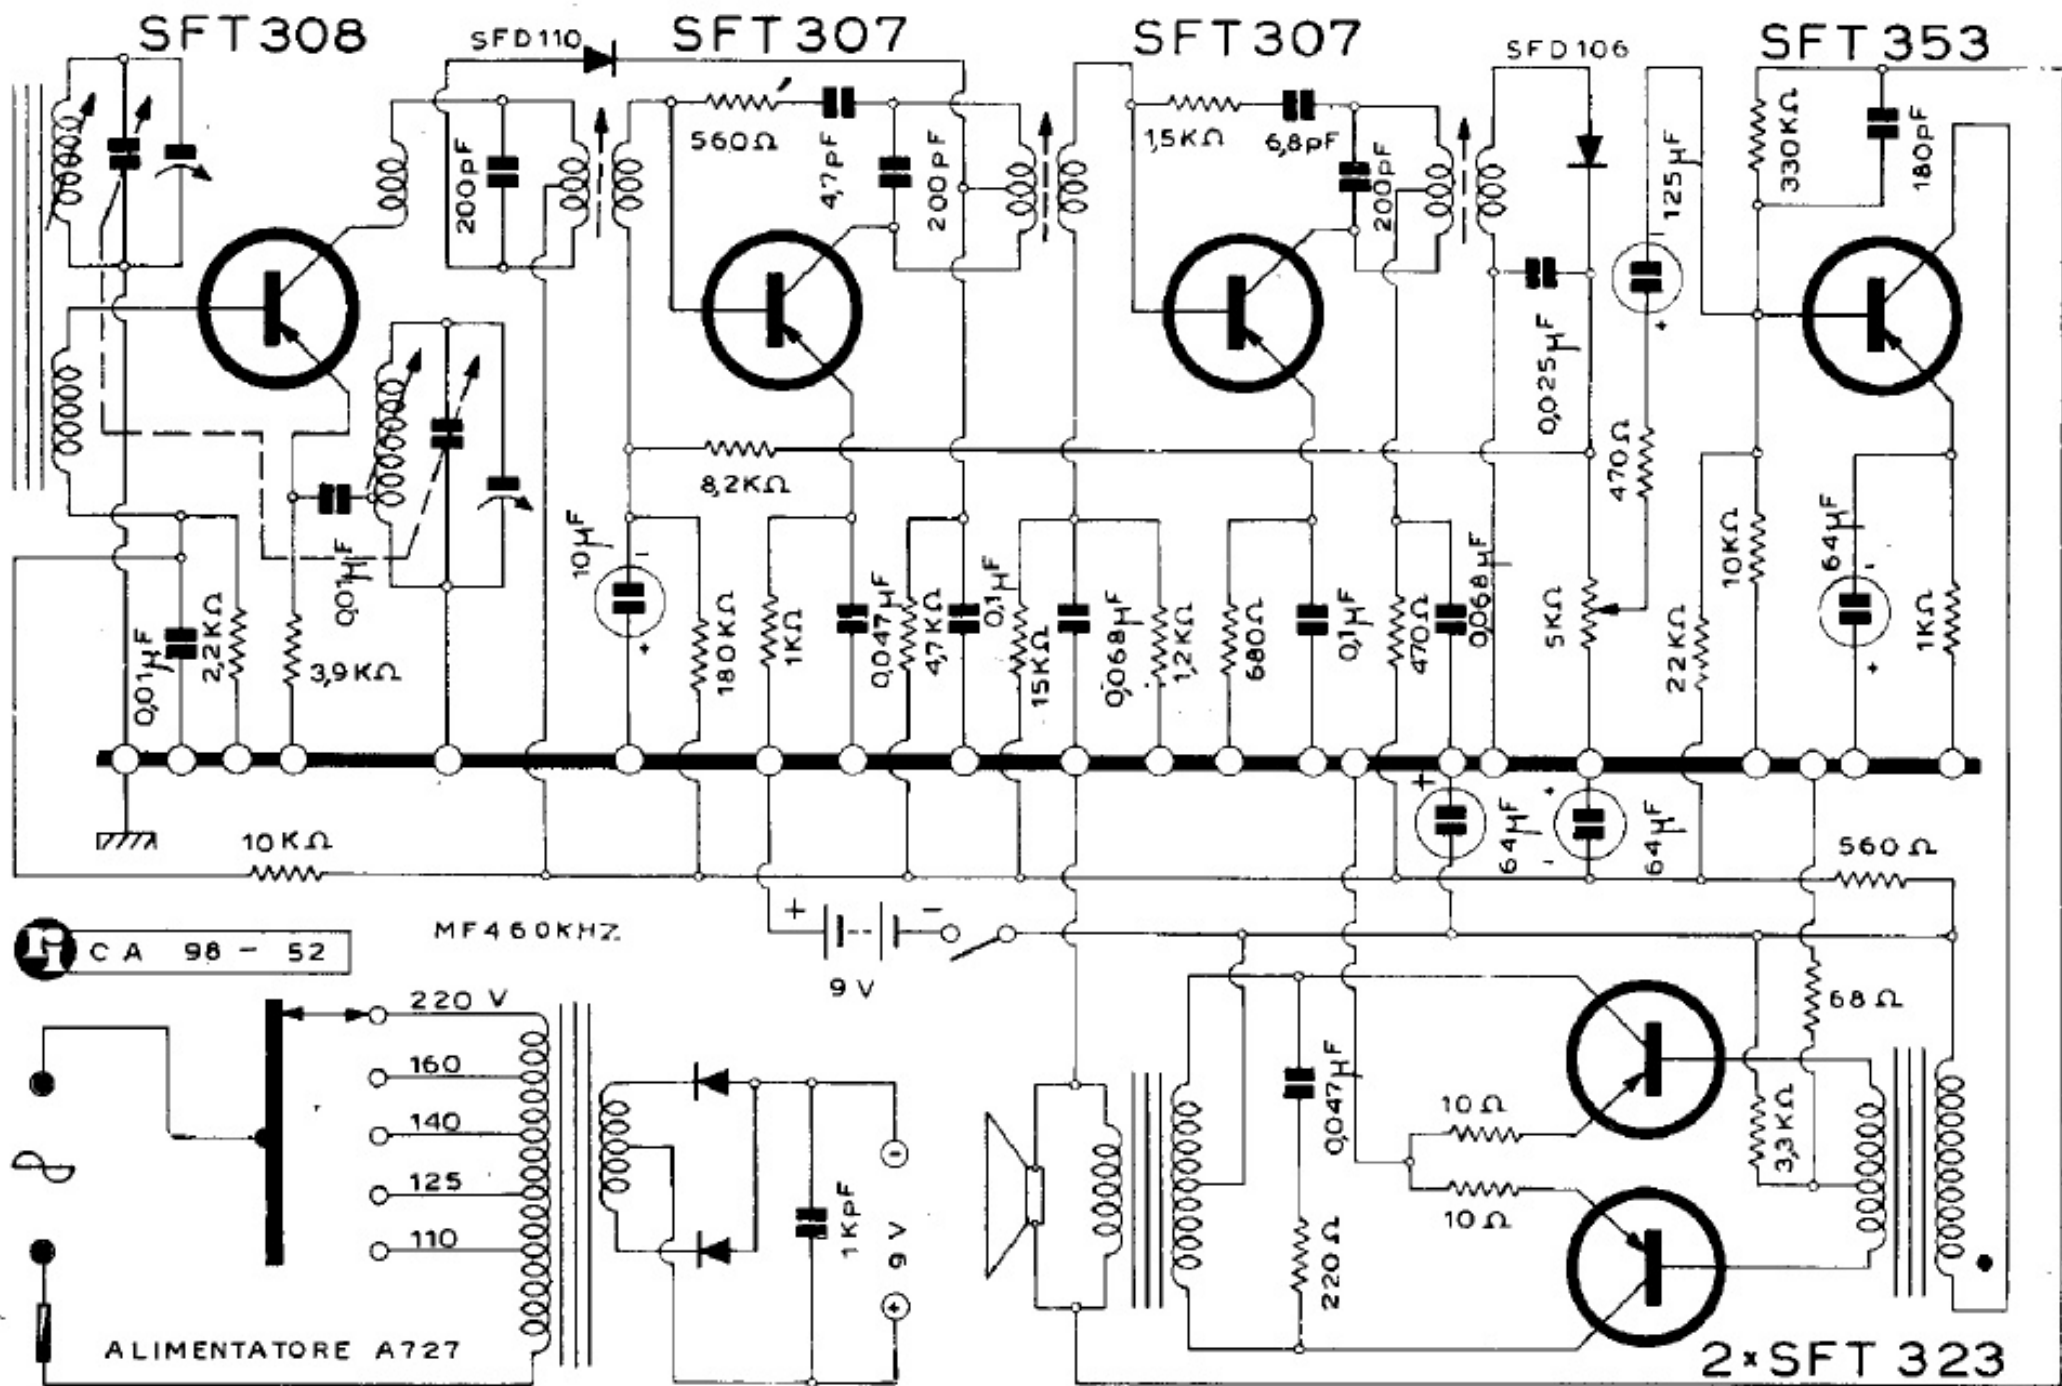 SFT308
SFD110
SFT307
SFT307
SFD106
SFT353
560Ω
4,7pF
200pF
200pF
1,5KΩ
6,8pF
200pF
125µF
330KΩ
180pF
0,025µF
470Ω
8,2KΩ
10µF
0,01µF
0,01µF
2,2KΩ
3,9KΩ
180KΩ
1KΩ
0,047µF
4,7KΩ
0,1µF
15KΩ
0,068µF
1,2KΩ
680Ω
0,1µF
470Ω
0,068µF
5KΩ
22KΩ
10KΩ
64µF
1KΩ
10KΩ
64µF
64µF
560Ω
CA 98-52
MF460KHZ
+ -
9V
68Ω
220 V
160
140
125
110
1KpF
9V
0,047µF
220Ω
10Ω
10Ω
3,3KΩ
ALIMENTATORE A727
2×SFT 323